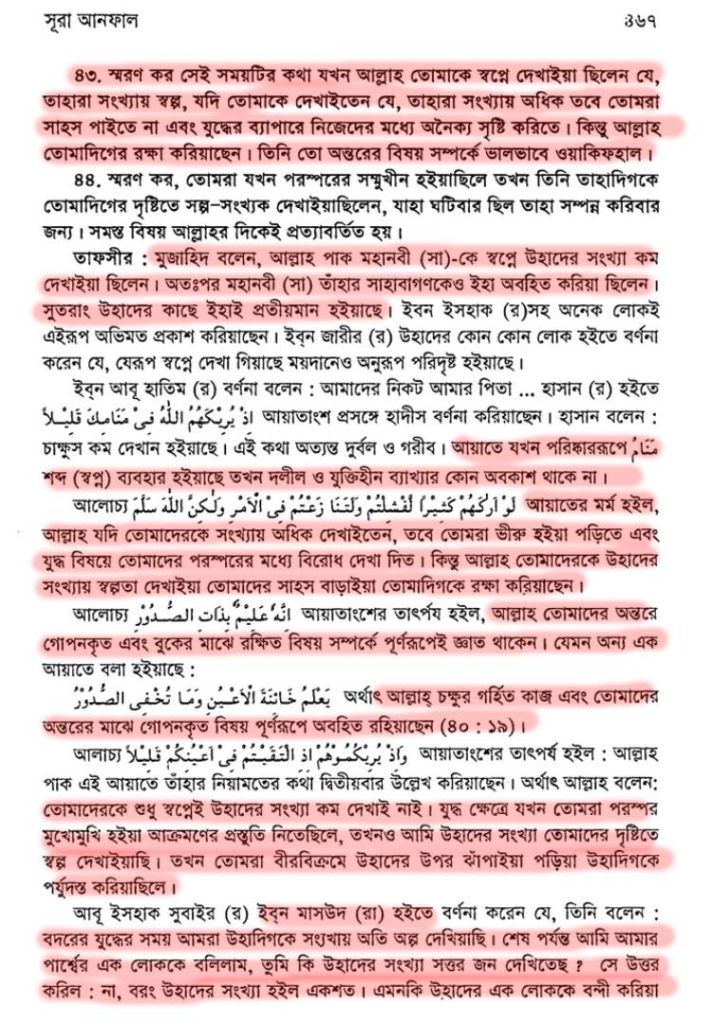 সূরা আনফাল ৪৬৭
৪৩. স্মরণ কর সেই সময়টির কথা যখন আল্লাহ তোমাকে স্বপ্নে দেখাইয়া ছিলেন যে,
তাহারা সংখ্যায় স্বল্প, যদি তোমাকে দেখাইতেন যে, তাহারা সংখ্যায় অধিক তবে তোমরা
সাহস পাইতে না এবং যুদ্ধের ব্যাপারে নিজেদের মধ্যে অনৈক্য সৃষ্টি করিতে। কিন্তু আল্লাহ
তোমাদিগের রক্ষা করিয়াছেন। তিনি তো অন্তরের বিষয় সম্পর্কে ভালভাবে ওয়াকিফহাল।
৪৪. স্মরণ কর, তোমরা যখন পরস্পরের সম্মুখীন হইয়াছিলে তখন তিনি তাহাদিগকে
তোমাদিগের দৃষ্টিতে সল্প-সংখ্যক দেখাইয়াছিলেন, যাহা ঘটিবার ছিল তাহা সম্পন্ন করিবার
জন্য। সমস্ত বিষয় আল্লাহর দিকেই প্রত্যাবর্তিত হয়।
তাফসীর : মুজাহিদ বলেন, আল্লাহ পাক মহানবী (সা)-কে স্বপ্নে উহাদের সংখ্যা কম
দেখাইয়া ছিলেন। অতঃপর মহানবী (সা) তাঁহার সাহাবাগণকেও ইহা অবহিত করিয়া ছিলেন।
সুতরাং উহাদের কাছে ইহাই প্রতীয়মান হইয়াছে। ইবন ইসহাক (র)সহ অনেক লোকই
এইরূপ অভিমত প্রকাশ করিয়াছেন। ইব্‌ন জারীর (র) উহাদের কোন কোন লোক হইতে বর্ণনা
করেন যে, যেরূপ স্বপ্নে দেখা গিয়াছে ময়দানেও অনুরূপ পরিদৃষ্ট হইয়াছে।
ইব্‌ন আবূ হাতিম (র) বর্ণনা বলেন : আমাদের নিকট আমার পিতা ... হাসান (র) হইতে
اِذْ يُرِيْكَهُمُ اللّٰهُ فِىْ مَنَامِكَ قَلِيْلاً আয়াতাংশ প্রসঙ্গে হাদীস বর্ণনা করিয়াছেন। হাসান বলেন :
চাক্ষুস কম দেখান হইয়াছে। এই কথা অত্যন্ত দুর্বল ও গরীব। আয়াতে যখন পরিষ্কাররূপে مَنَامُ
শব্দ (স্বপ্ন) ব্যবহার হইয়াছে তখন দলীল ও যুক্তিহীন ব্যাখ্যার কোন অবকাশ থাকে না।
আলোচ্য لَوْ اَرٰكَهُمْ كَثِيْرًا لَّفَشِلْتُمْ وَلَتَنَا زَعْتُمْ فِى الْاَمْرِ وَلٰكِنَّ اللّٰهَ سَلَّمَ আয়াতের মর্ম হইল,
আল্লাহ যদি তোমাদেরকে সংখ্যায় অধিক দেখাইতেন, তবে তোমরা ভীরু হইয়া পড়িতে এবং
যুদ্ধ বিষয়ে তোমাদের পরস্পরের মধ্যে বিরোধ দেখা দিত। কিন্তু আল্লাহ তোমাদেরকে উহাদের
সংখ্যায় স্বল্পতা দেখাইয়া তোমাদের সাহস বাড়াইয়া তোমাদিগকে রক্ষা করিয়াছেন।
আলোচ্য اِنَّهٗ عَلِيْمٌ بِذَاتِ الصُّدُوْرِ আয়াতাংশের তাৎর্পয হইল, আল্লাহ তোমাদের অন্তরে
গোপনকৃত এবং বুকের মাঝে রক্ষিত বিষয় সম্পর্কে পূর্ণরূপেই জ্ঞাত থাকেন। যেমন অন্য এক
আয়াতে বলা হইয়াছে :
يَعْلَمُ خَائِنَةَ الْاَعْيُنِ وَمَا تُخْفِى الصُّدُوْرُ অর্থাৎ আল্লাহ্ চক্ষুর গর্হিত কাজ এবং তোমাদের
অন্তরের মাঝে গোপনকৃত বিষয় পূর্ণরূপে অবহিত রহিয়াছেন (৪০ : ১৯)।
আলাচ্য وَاِذْ يُرِيْكُمُوْهُمْ اِذِ الْتَقَيْتُمْ فِىْ اَعْيُنِكُمْ قَلِيْلاً আয়াতাংশের তাৎপর্য হইল : আল্লাহ
পাক এই আয়াতে তাঁহার নিয়ামতের কথা দ্বিতীয়বার উল্লেখ করিয়াছেন। অর্থাৎ আল্লাহ বলেন:
তোমাদেরকে শুধু স্বপ্নেই উহাদের সংখ্যা কম দেখাই নাই। যুদ্ধ ক্ষেত্রে যখন তোমরা পরস্পর
মুখোমুখি হইয়া আক্রমণের প্রস্তুতি নিতেছিলে, তখনও আমি উহাদের সংখ্যা তোমাদের দৃষ্টিতে
স্বল্প দেখাইয়াছি। তখন তোমরা বীরবিক্রমে উহাদের উপর ঝাঁপাইয়া পড়িয়া উহাদিগকে
পর্যুদস্ত করিয়াছিলে।
আবূ ইসহাক সুবাইর (র) ইব্‌ন মাসউদ (রা) হইতে বর্ণনা করেন যে, তিনি বলেন :
বদরের যুদ্ধের সময় আমরা উহাদিগকে সংয্খায় অতি অল্প দেখিয়াছি। শেষ পর্যন্ত আমি আমার
পার্শ্বের এক লোককে বলিলাম, তুমি কি উহাদের সংখ্যা সত্তর জন দেখিতেছ ? সে উত্তর
করিল : না, বরং উহাদের সংখ্যা হইল একশত। এমনকি উহাদের এক লোককে বন্দী করিয়া